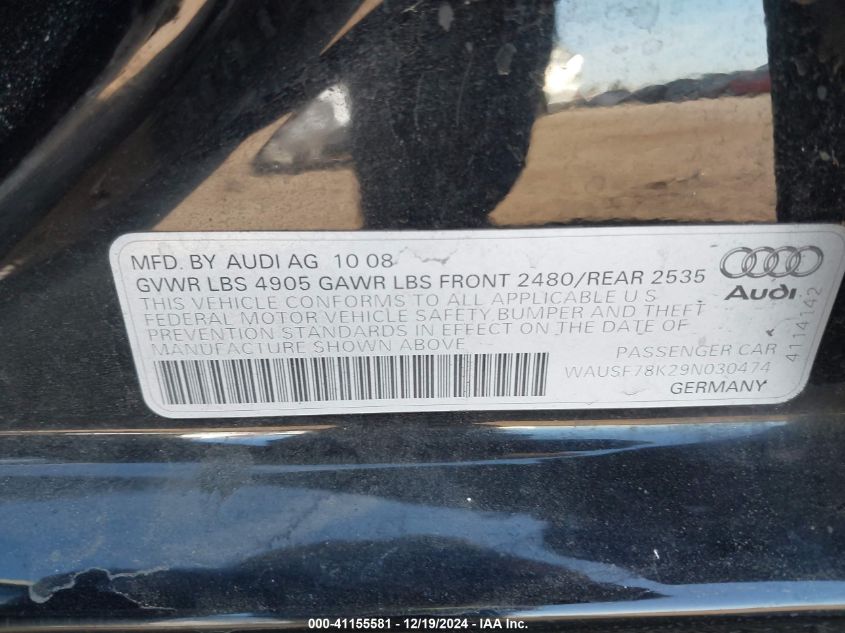 MFD. BY AUDI AG 10 08
GVWR LBS 4905 GAWR LBS FRONT 2480/REAR 2535
THIS VEHICLE CONFORMS TO ALL APPLICABLE U S
FEDERAL MOTOR VEHICLE SAFETY, BUMPER AND THEFT
PREVENTION STANDARDS IN EFFECT ON THE DATE OF
MANUFACTURE SHOWN ABOVE
PASSENGER CAR
WAUSF78K29N030474
GERMANY
Audi
4114142
000-41155581 - 12/19/2024 - IAA Inc.